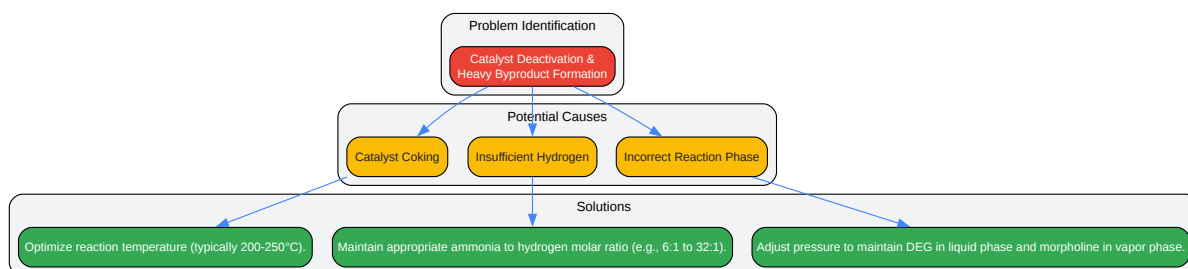 Problem Identification
Catalyst Deactivation &
Heavy Byproduct Formation
Potential Causes
Catalyst Coking
Insufficient Hydrogen
Incorrect Reaction Phase
Solutions
Optimize reaction temperature (typically 200-250°C).
Maintain appropriate ammonia to hydrogen molar ratio (e.g., 6:1 to 32:1).
Adjust pressure to maintain DEG in liquid phase and morpholine in vapor phase.